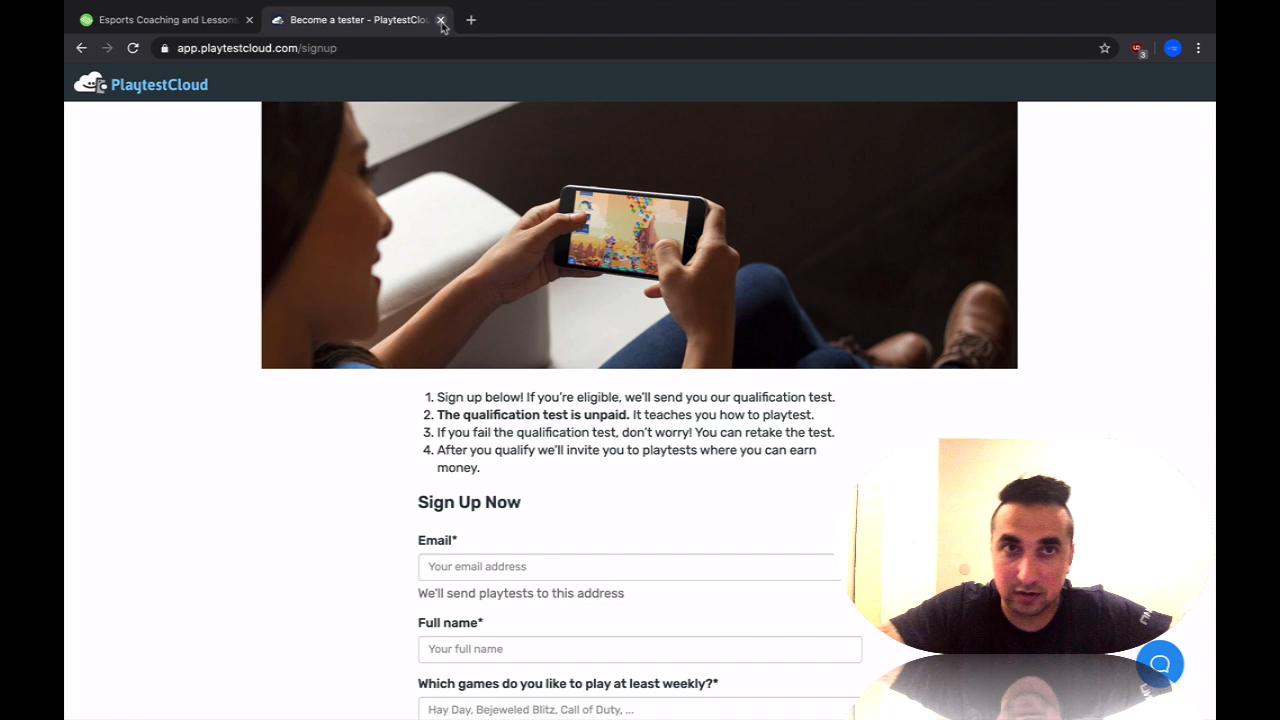 Esports Coaching and Lessons
Become a tester - PlaytestClou
app.playtestcloud.com/signup
3
PlaytestCloud
1. Sign up below! If you're eligible, we'll send you our qualification test.
2. The qualification test is unpaid. It teaches you how to playtest.
3. If you fail the qualification test, don't worry! You can retake the test.
4. After you qualify we'll invite you to playtests where you can earn
money.
Sign Up Now
Email*
Your email address
We'll send playtests to this address
Full name*
Your full name
Which games do you like to play at least weekly?*
Hay Day, Bejeweled Blitz, Call of Duty, ...